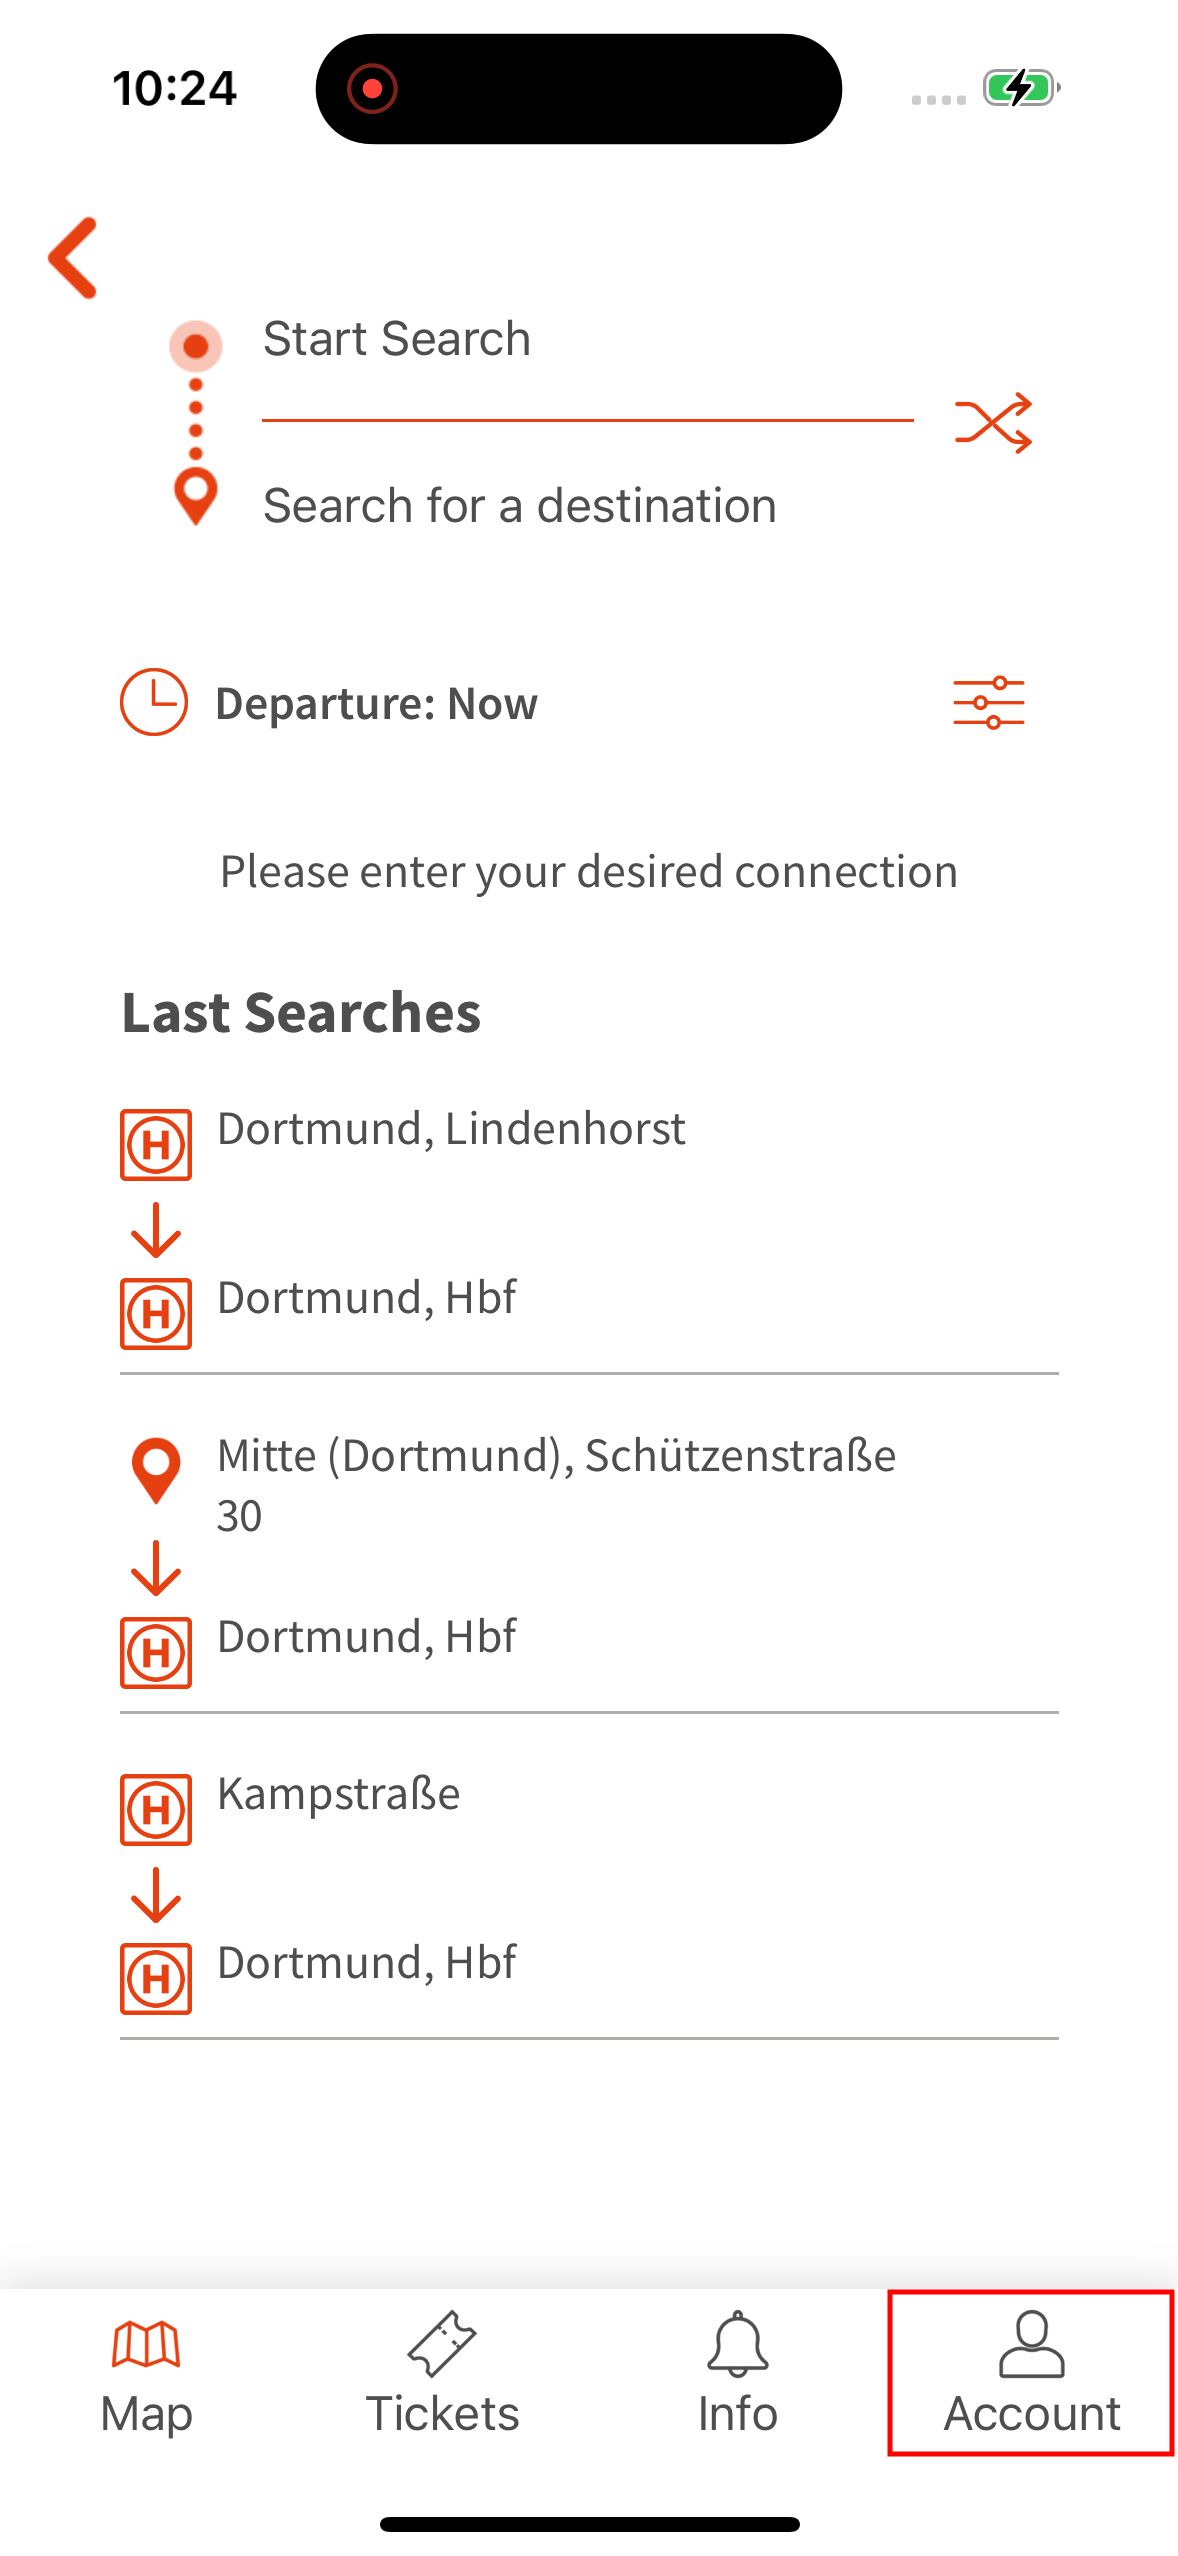 10:24
Start Search
Search for a destination
Departure: Now
Please enter your desired connection
Last Searches
H Dortmund, Lindenhorst
H Dortmund, Hbf
Mitte (Dortmund), Schützenstraße
30
H Dortmund, Hbf
H Kampstraße
H Dortmund, Hbf
Map Tickets Info Account